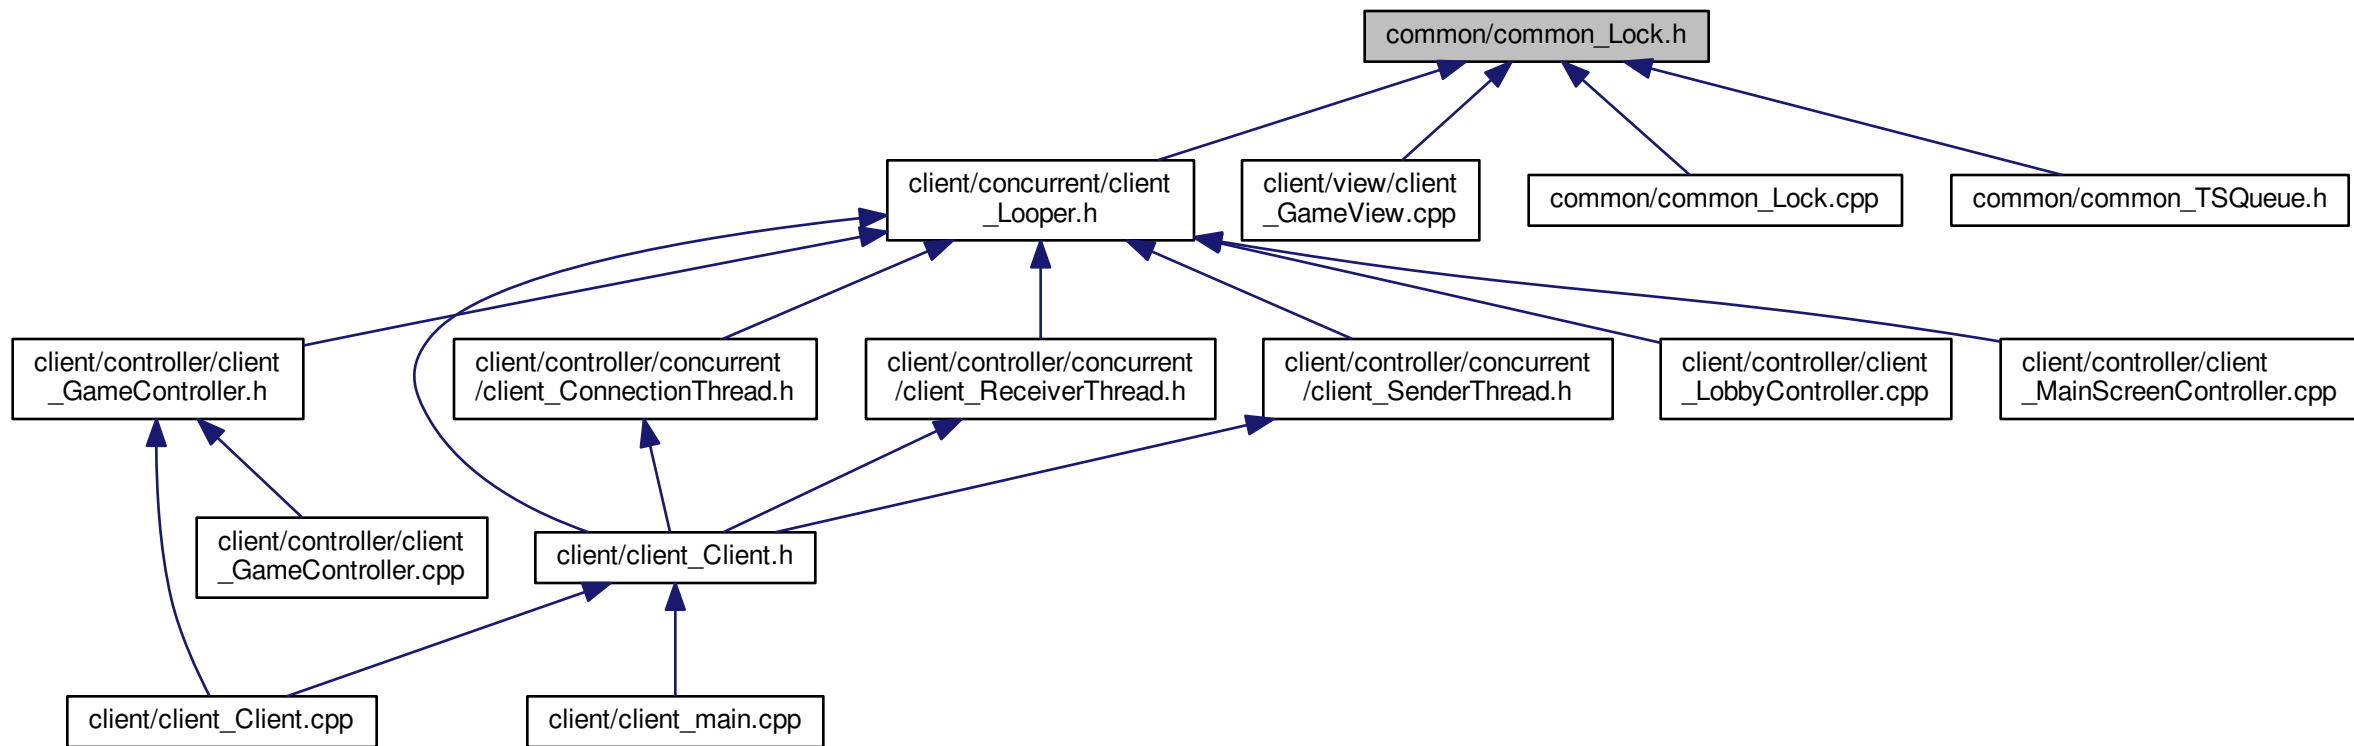 common/common_Lock.h
client/concurrent/client
_Looper.h
client/view/client
_GameView.cpp
common/common_Lock.cpp
common/common_TSQueue.h
client/controller/client
_GameController.h
client/controller/concurrent
/client_ConnectionThread.h
client/controller/concurrent
/client_ReceiverThread.h
client/controller/concurrent
/client_SenderThread.h
client/controller/client
_LobbyController.cpp
client/controller/client
_MainScreenController.cpp
client/controller/client
_GameController.cpp
client/client_Client.h
client/client_Client.cpp
client/client_main.cpp